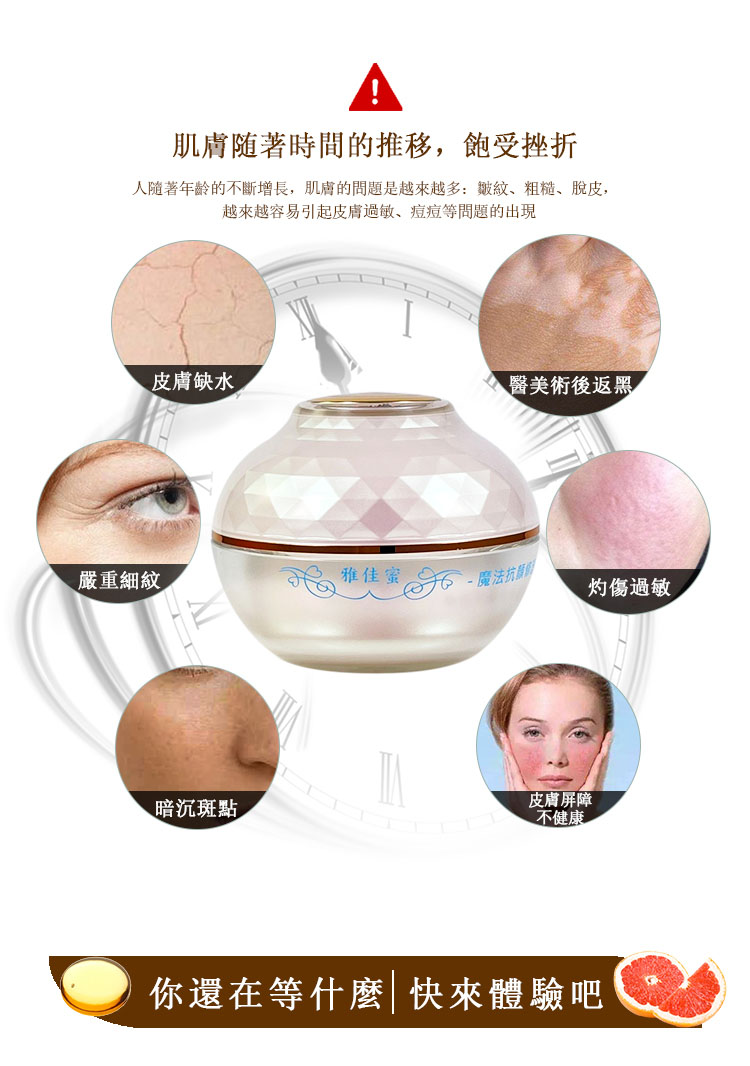 肌膚随著時間的推移，飽受挫折
人隨著年齡的不斷增長，肌膚的問題是越來越多：皺紋、粗糙、脫皮，
越來越容易引起皮膚過敏、痘痘等問題的出現
I
皮膚缺水
醫美術後返黑
雅佳蜜
-魔法抗
嚴重細紋
灼傷過敏
暗沉斑點
皮膚屏障
不健康
你還在等什麼|快來體驗吧